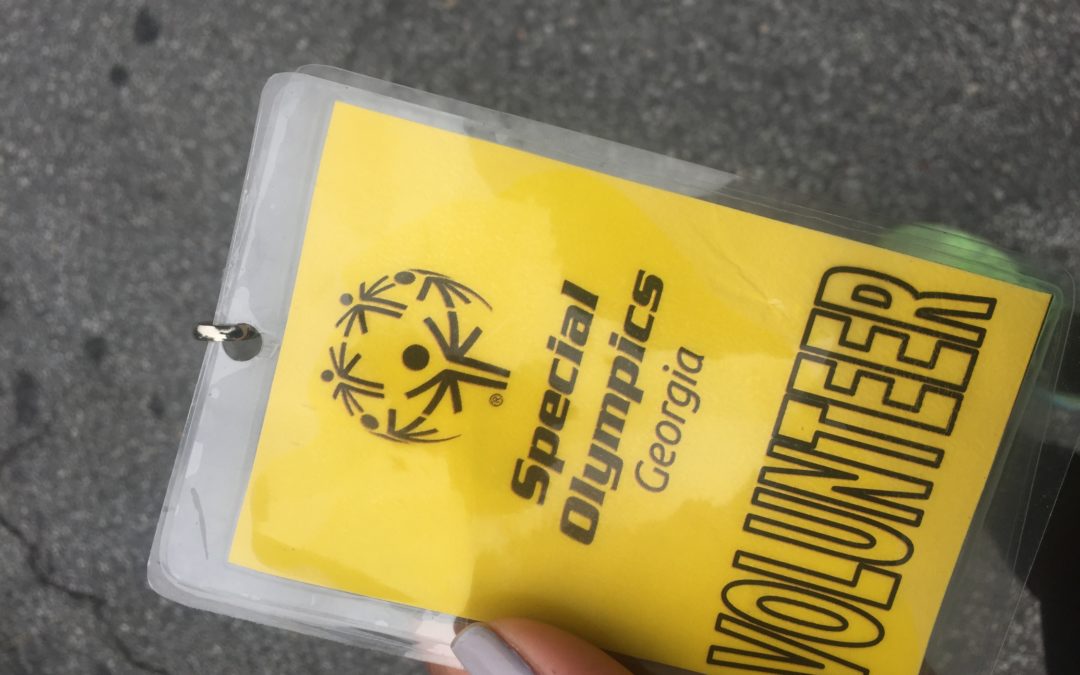 Special
Olympics
Georgia
VOLUNTEER
®